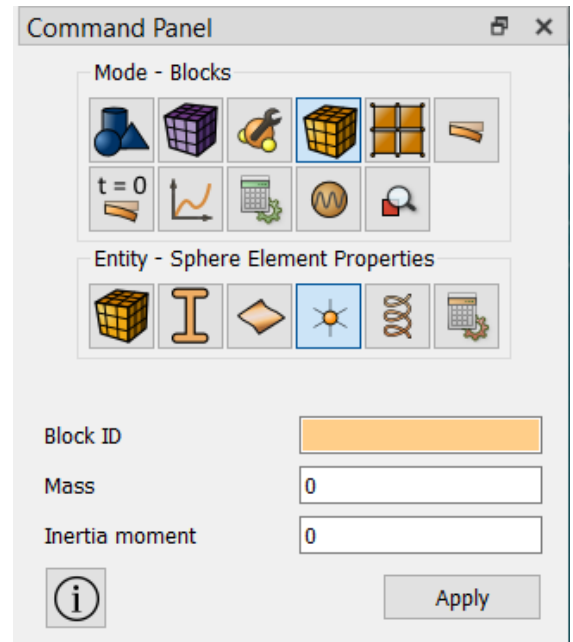 Command Panel
Mode - Blocks
t = 0
Entity - Sphere Element Properties
Block ID
Mass
0
Inertia moment
0
i
Apply